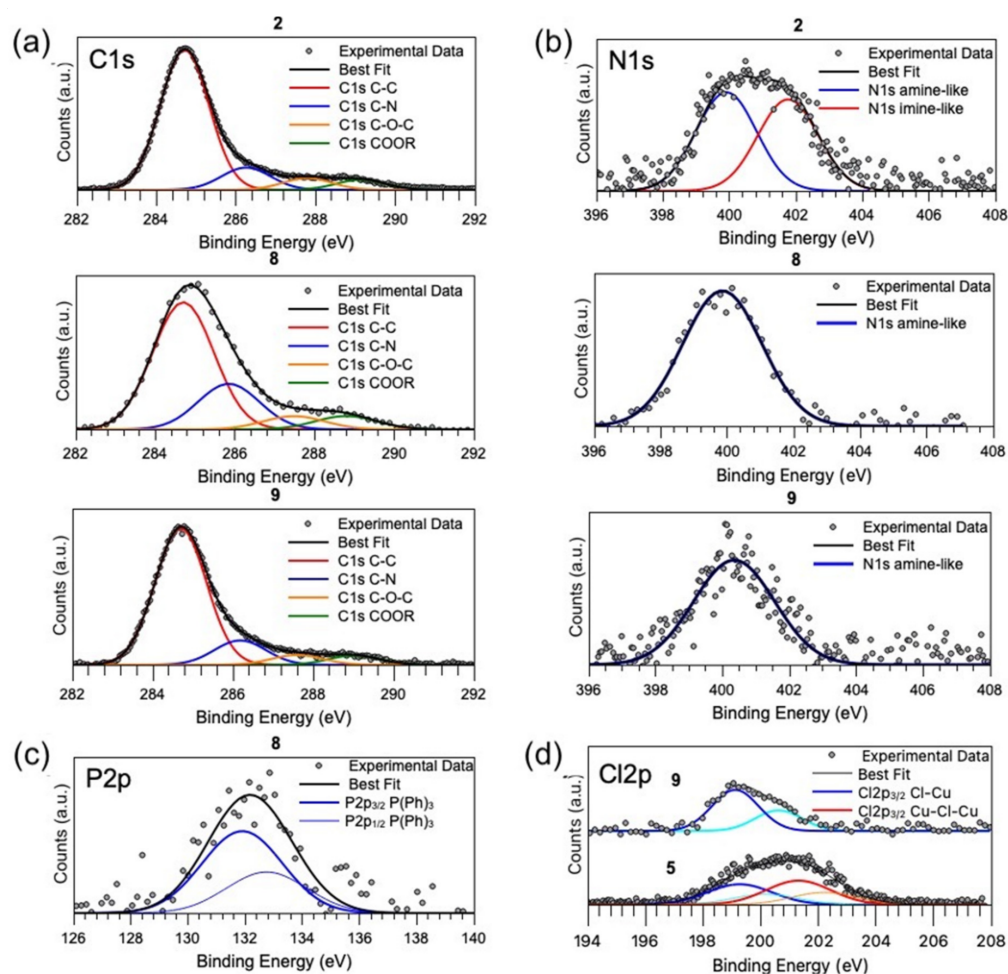 (a)
2
C1s
Counts (a.u.)
Experimental Data
Best Fit
C1s C-C
C1s C-N
C1s C-O-C
C1s COOR
282 284 286 288 290 292
Binding Energy (eV)
8
Counts (a.u.)
Experimental Data
Best Fit
C1s C-C
C1s C-N
C1s C-O-C
C1s COOR
282 284 286 288 290 292
Binding Energy (eV)
9
Counts (a.u.)
Experimental Data
Best Fit
C1s C-C
C1s C-N
C1s C-O-C
C1s COOR
282 284 286 288 290 292
Binding Energy (eV)
(b)
2
N1s
Counts (a.u.)
Experimental Data
Best Fit
N1s amine-like
N1s imine-like
396 398 400 402 404 406 408
Binding Energy (eV)
8
Counts (a.u.)
Experimental Data
Best Fit
N1s amine-like
396 398 400 402 404 406 408
Binding Energy (eV)
9
Counts (a.u.)
Experimental Data
Best Fit
N1s amine-like
396 398 400 402 404 406 408
Binding Energy (eV)
(c)
8
P2p
Counts (a.u.)
Experimental Data
Best Fit
P2p3/2 P(Ph)3
P2p1/2 P(Ph)3
126 128 130 132 134 136 138 140
Binding Energy (eV)
(d)
Cl2p
Counts (a.u.)
9
5
Experimental Data
Best Fit
Cl2p3/2 Cl-Cu
Cl2p3/2 Cu-Cl-Cu
194 196 198 200 202 204 206 208
Binding Energy (eV)